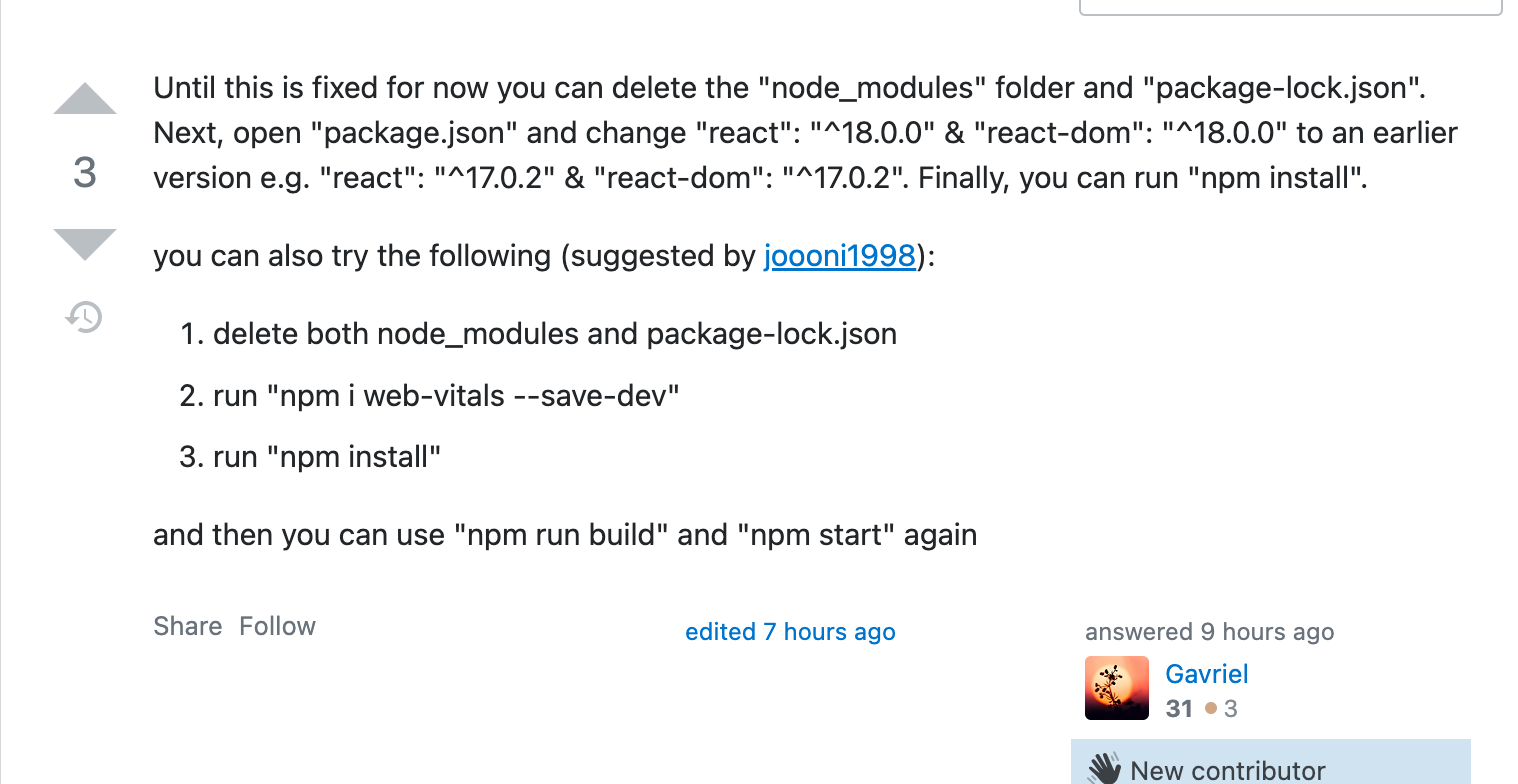 Until this is fixed for now you can delete the "node_modules" folder and "package-lock.json".
Next, open "package.json" and change "react": "^18.0.0" & "react-dom": "^18.0.0" to an earlier
3
version e.g. "react": "^17.0.2" & "react-dom": "^17.0.2". Finally, you can run "npm install".
you can also try the following (suggested by joooni1998):
1. delete both node_modules and package-lock.json
2. run "npm i web-vitals --save-dev"
3. run "npm install"
and then you can use "npm run build" and "npm start" again
Share Follow
edited 7 hours ago
answered 9 hours ago
Gavriel
31 3
New contributor